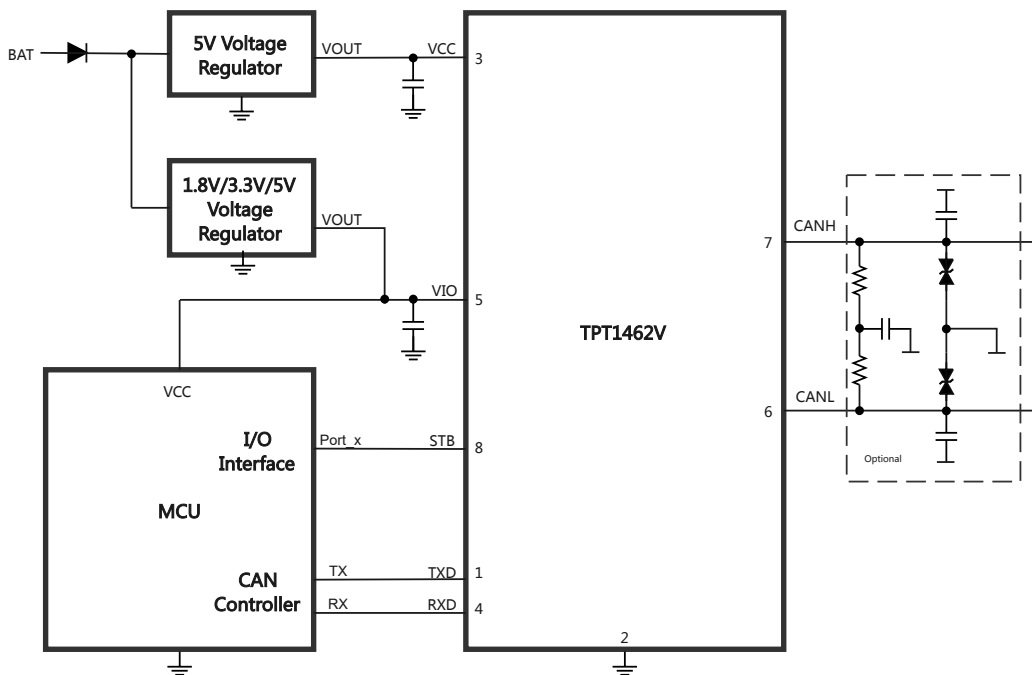 BAT
5V Voltage
Regulator
VOUT
VCC
3
1.8V/3.3V/5V
Voltage
Regulator
VOUT
VIO
5
TPT1462V
7
CANH
6
CANL
Optional
VCC
I/O
Interface
Port_x
STB
8
MCU
CAN
Controller
TX
TXD
1
RX
RXD
4
2